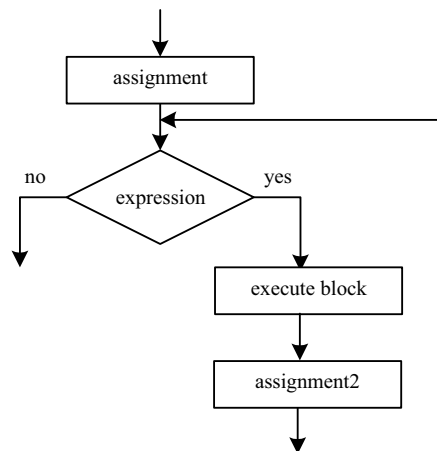 assignment
no
yes
expression
execute block
assignment2